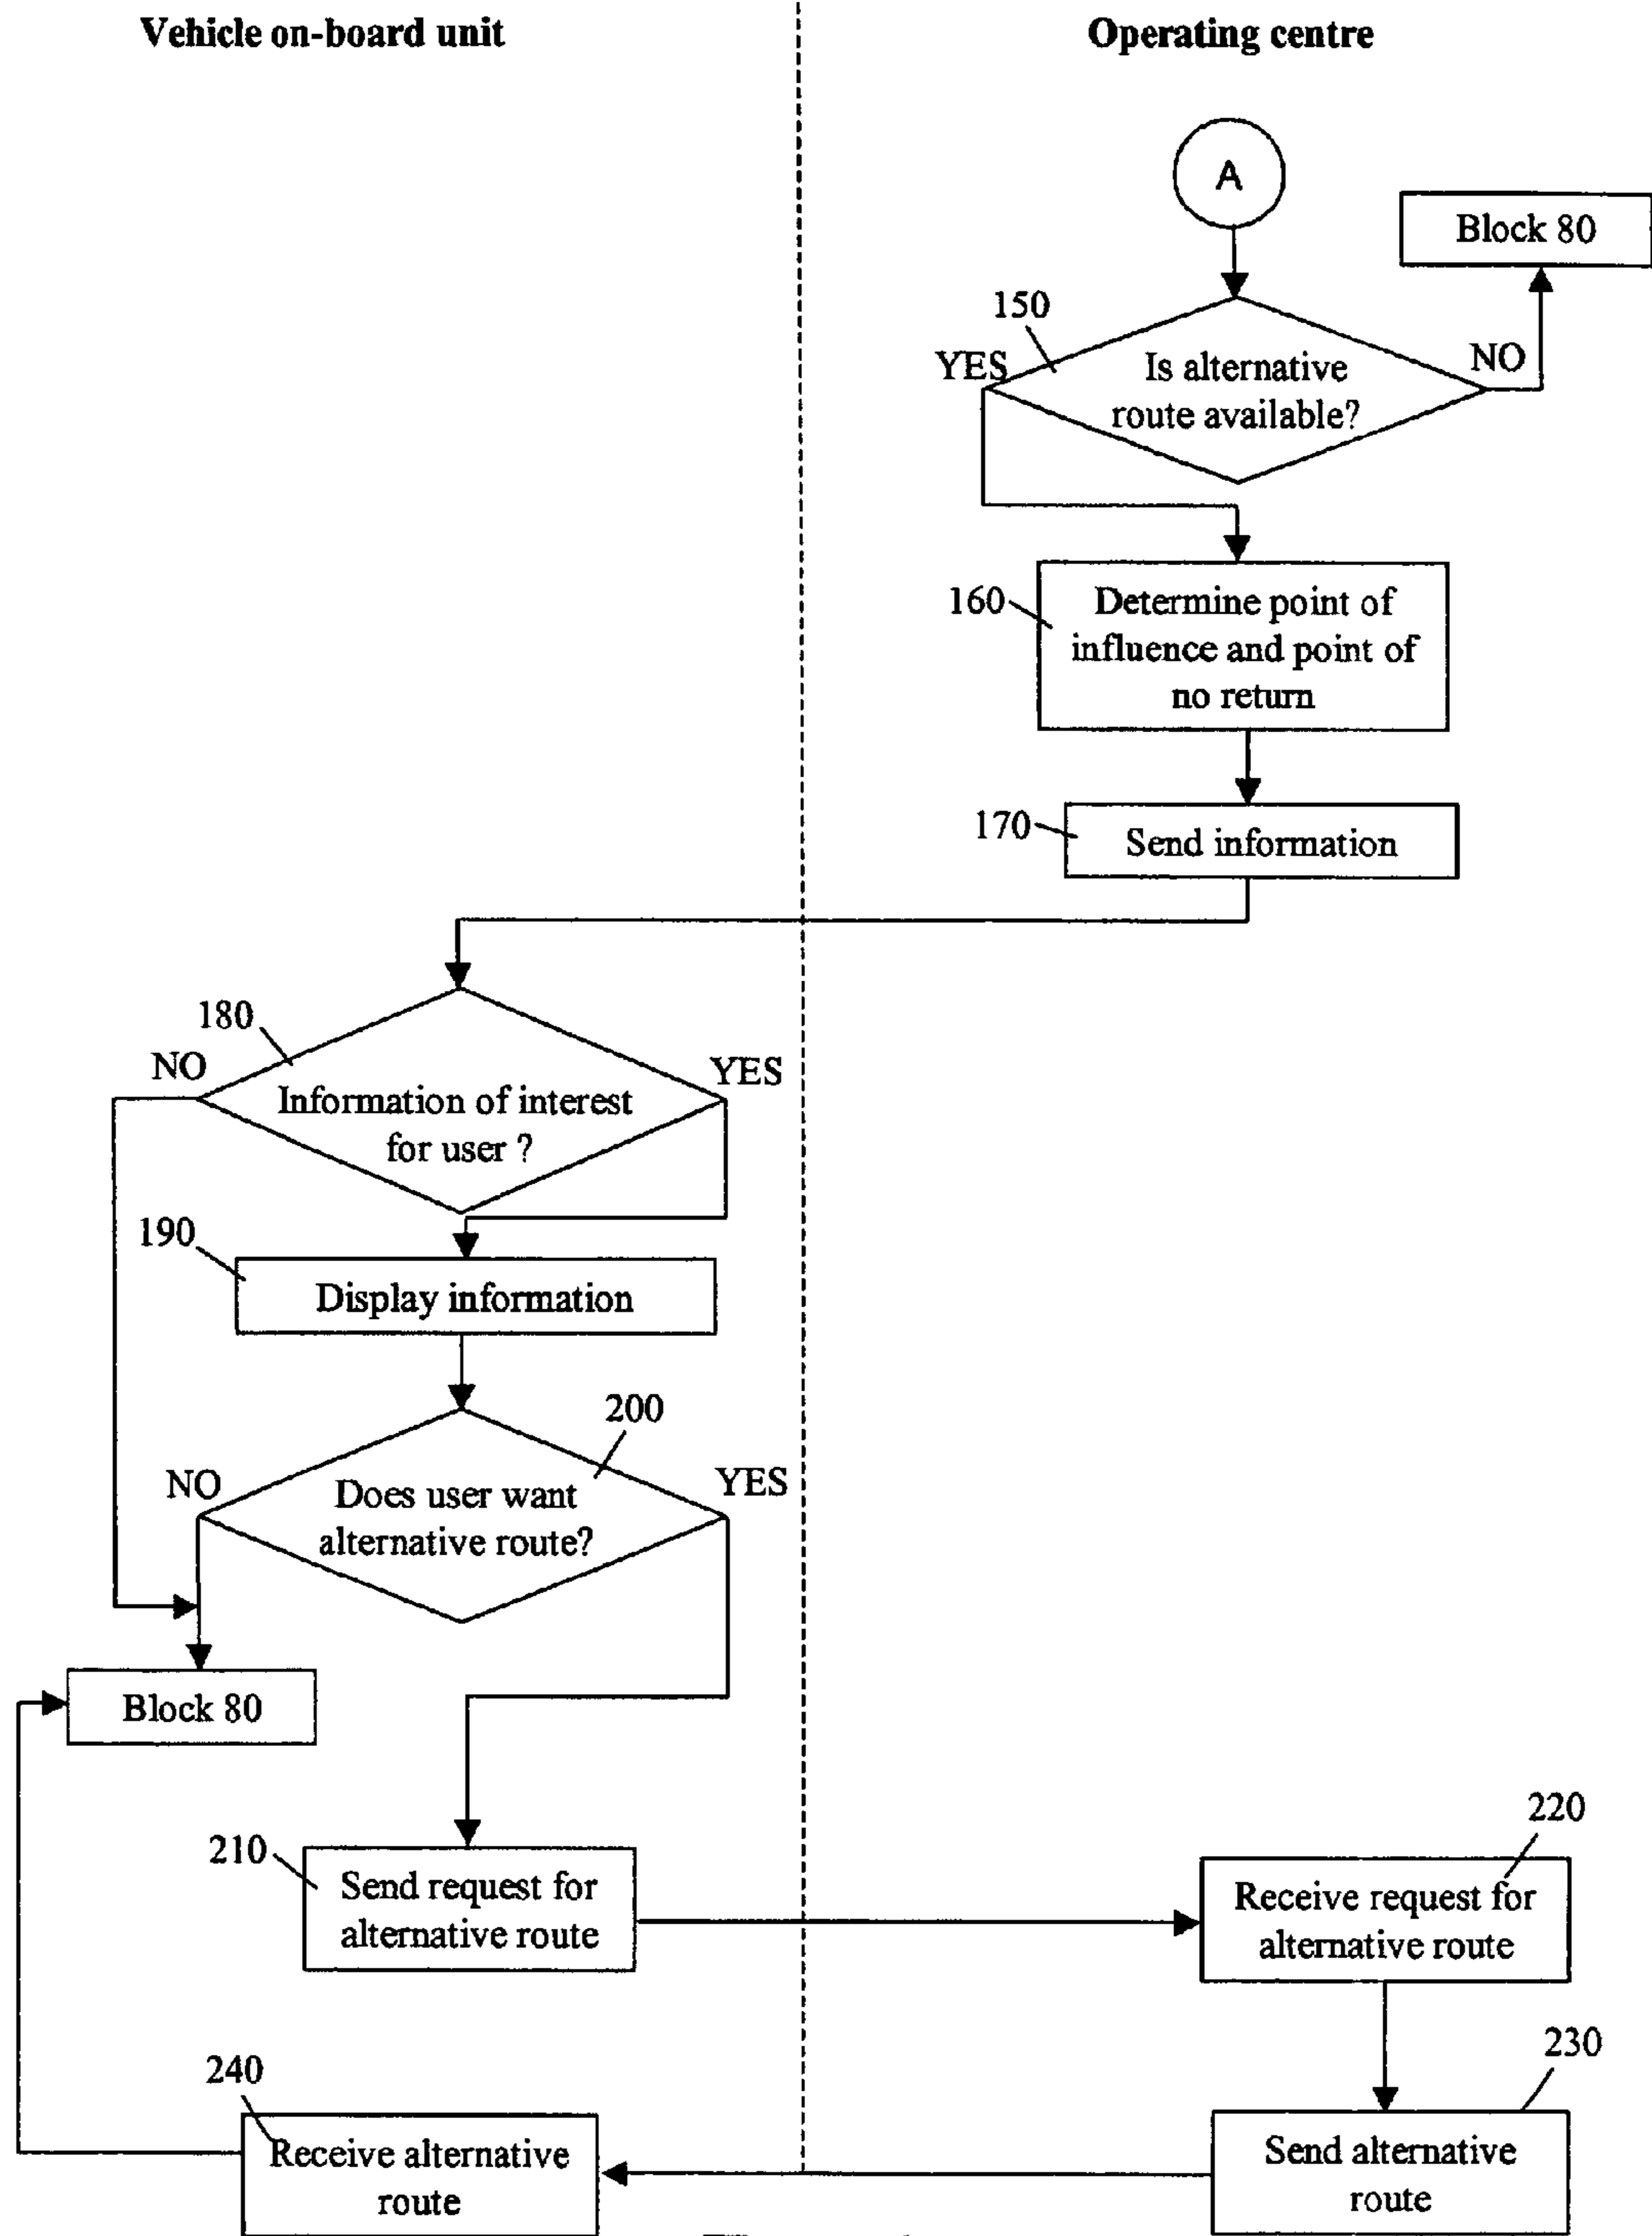 Vehicle on-board unit
Operating centre
A
Block 80
150
YES
NO
Is alternative
route available?
160
Determine point of
influence and point of
no return
170
Send information
180
NO
YES
Information of interest
for user ?
190
Display information
200
NO
YES
Does user want
alternative route?
Block 80
210
Send request for
alternative route
220
Receive request for
alternative route
230
Send alternative
route
240
Receive alternative
route